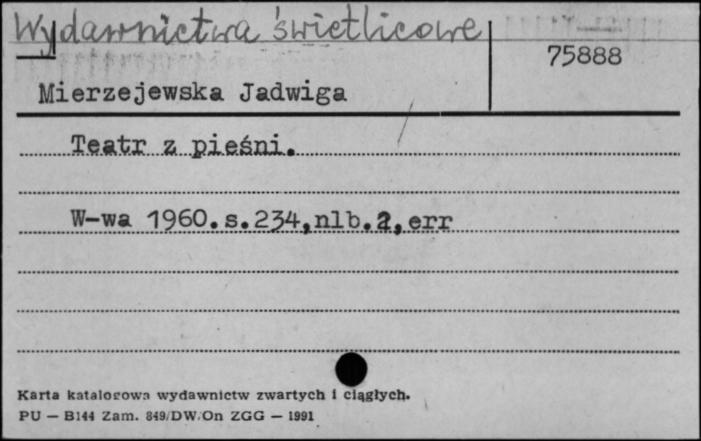 Wydawnictwa świetlicowe
75888
Mierzejewska Jadwiga
Teatr z pieśni.
W-wa 1960.s.234,nlb.2,err
Karta katalogowa wydawnictw zwartych i ciągłych.
PU — B144 Zam. 849/DW/On ZGG — 1991